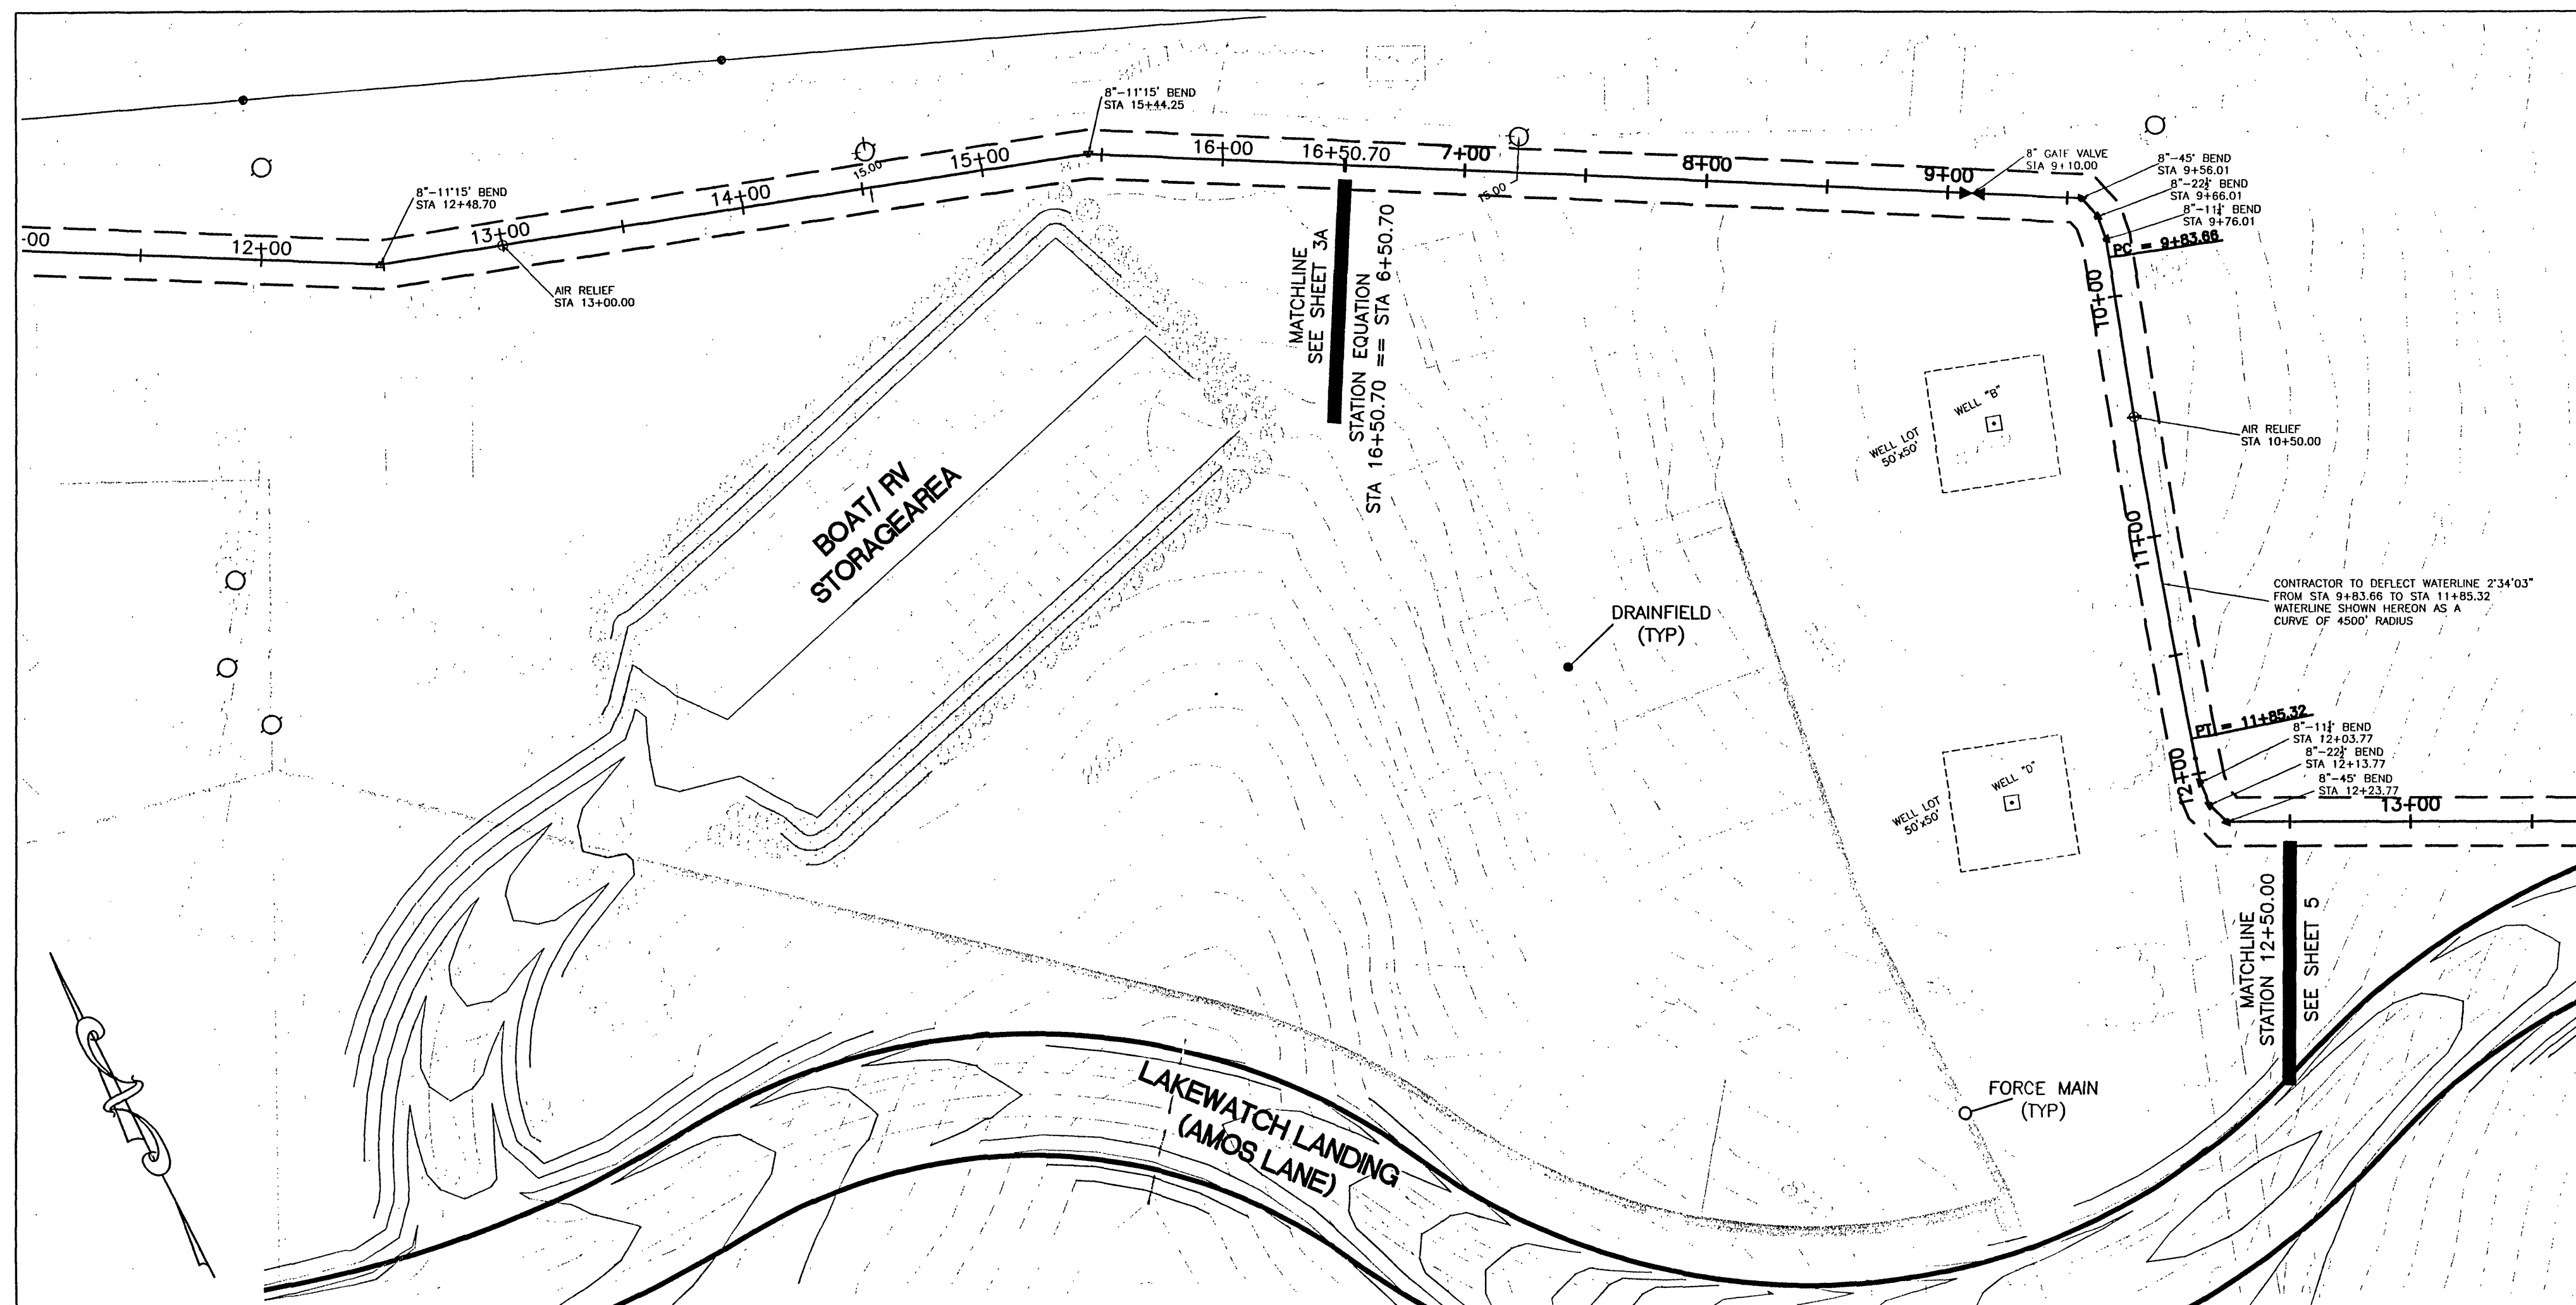 8"-11°15' BEND
STA 15+44.25
8"-11°15' BEND
STA 12+48.70
-00
12+00
13+00
14+00
15.00
15+00
16+00
16+50.70
7+00
15.00
8+00
9+00
8" GATE VALVE
STA 9+10.00
8"-45° BEND
STA 9+56.01
8"-22½° BEND
STA 9+66.01
8"-11¼° BEND
STA 9+76.01
PC = 9+83.66
AIR RELIEF
STA 13+00.00
MATCHLINE
SEE SHEET 3A
STATION EQUATION
STA 16+50.70 == STA 6+50.70
10+00
WELL "B"
WELL LOT
50'x50'
AIR RELIEF
STA 10+50.00
BOAT/ RV
STORAGEAREA
11+00
CONTRACTOR TO DEFLECT WATERLINE 2°34'03"
FROM STA 9+83.66 TO STA 11+85.32
WATERLINE SHOWN HEREON AS A
CURVE OF 4500' RADIUS
DRAINFIELD
(TYP)
PT = 11+85.32
8"-11¼° BEND
STA 12+03.77
8"-22½° BEND
STA 12+13.77
8"-45° BEND
STA 12+23.77
12+00
13+00
WELL "D"
WELL LOT
50'x50'
MATCHLINE
STATION 12+50.00
SEE SHEET 5
LAKEWATCH LANDING
(AMOS LANE)
FORCE MAIN
(TYP)